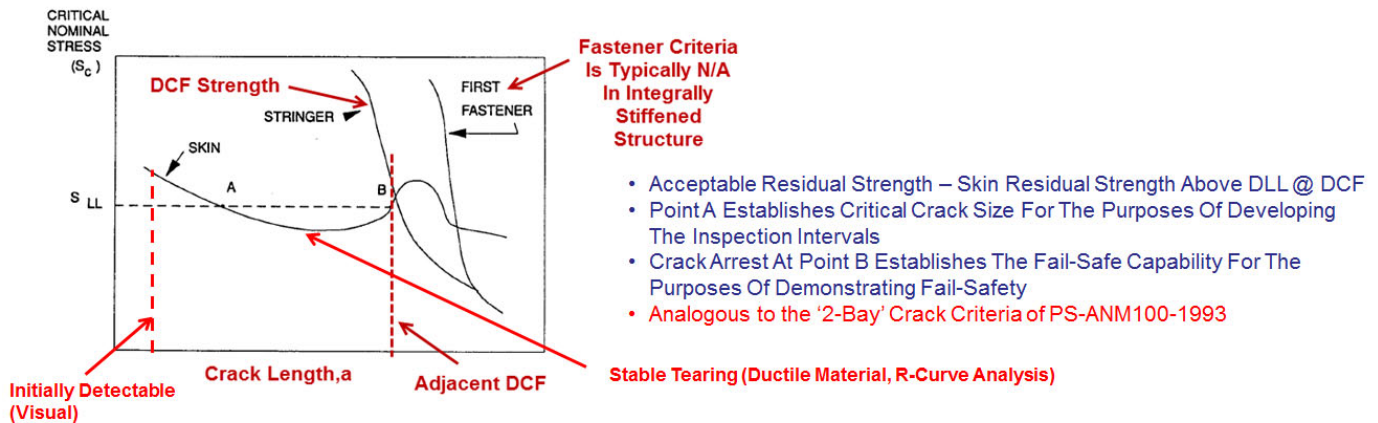 CRITICAL
NOMINAL
STRESS
(Sc)
DCF Strength
STRINGER
FIRST
FASTENER
SKIN
A
B
S LL
Fastener Criteria
Is Typically N/A
In Integrally
Stiffened
Structure
• Acceptable Residual Strength – Skin Residual Strength Above DLL @ DCF
• Point A Establishes Critical Crack Size For The Purposes Of Developing
The Inspection Intervals
• Crack Arrest At Point B Establishes The Fail-Safe Capability For The
Purposes Of Demonstrating Fail-Safety
• Analogous to the ‘2-Bay’ Crack Criteria of PS-ANM100-1993
Crack Length,a
Adjacent DCF
Stable Tearing (Ductile Material, R-Curve Analysis)
Initially Detectable
(Visual)